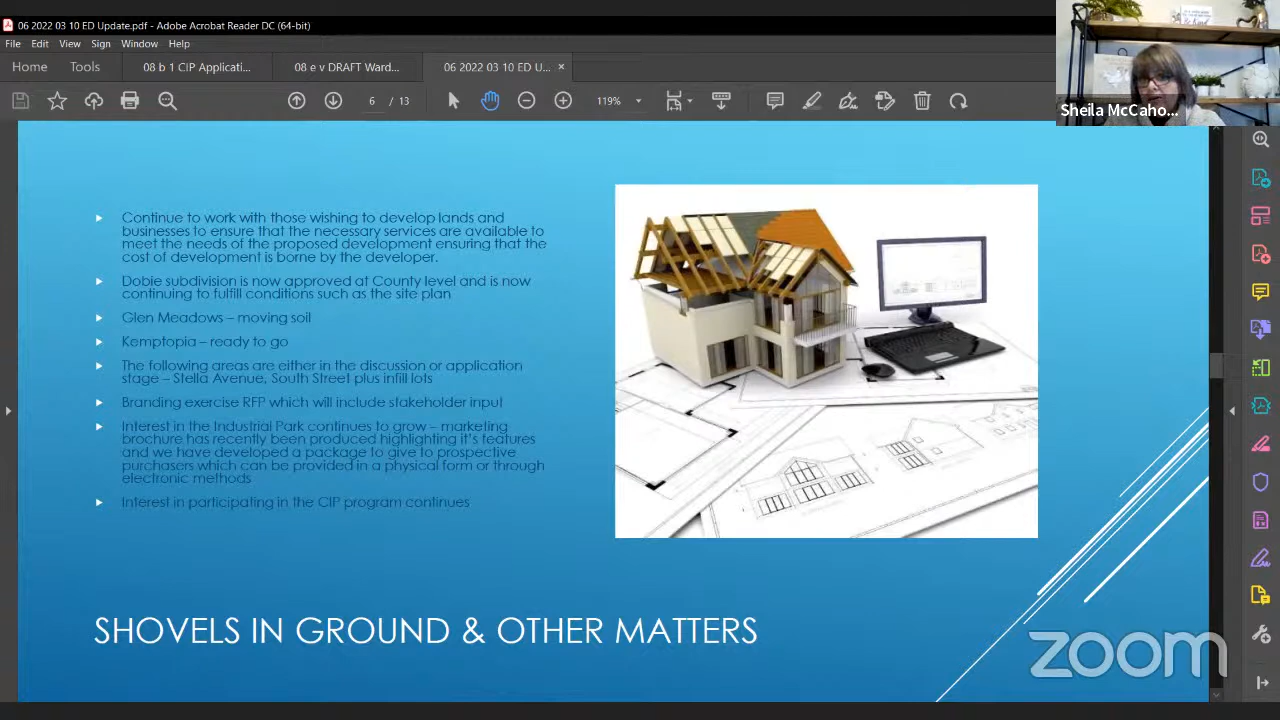 06 2022 03 10 ED Update.pdf - Adobe Acrobat Reader DC (64-bit)
File Edit View Sign Window Help
Home Tools 08 b 1 CIP Applicati... 08 e v DRAFT Ward... 06 2022 03 10 ED U... ×
6 / 13 119%
Be Kind
Sheila McCaho...
Continue to work with those wishing to develop lands and
businesses to ensure that the necessary services are available to
meet the needs of the proposed development ensuring that the
cost of development is borne by the developer.
Dobie subdivision is now approved at County level and is now
continuing to fulfill conditions such as the site plan
Glen Meadows – moving soil
Kemptopia – ready to go
The following areas are either in the discussion or application
stage – Stella Avenue, South Street plus infill lots
Branding exercise RFP which will include stakeholder input
Interest in the Industrial Park continues to grow – marketing
brochure has recently been produced highlighting it's features
and we have developed a package to give to prospective
purchasers which can be provided in a physical form or through
electronic methods
Interest in participating in the CIP program continues
SHOVELS IN GROUND & OTHER MATTERS
zoom